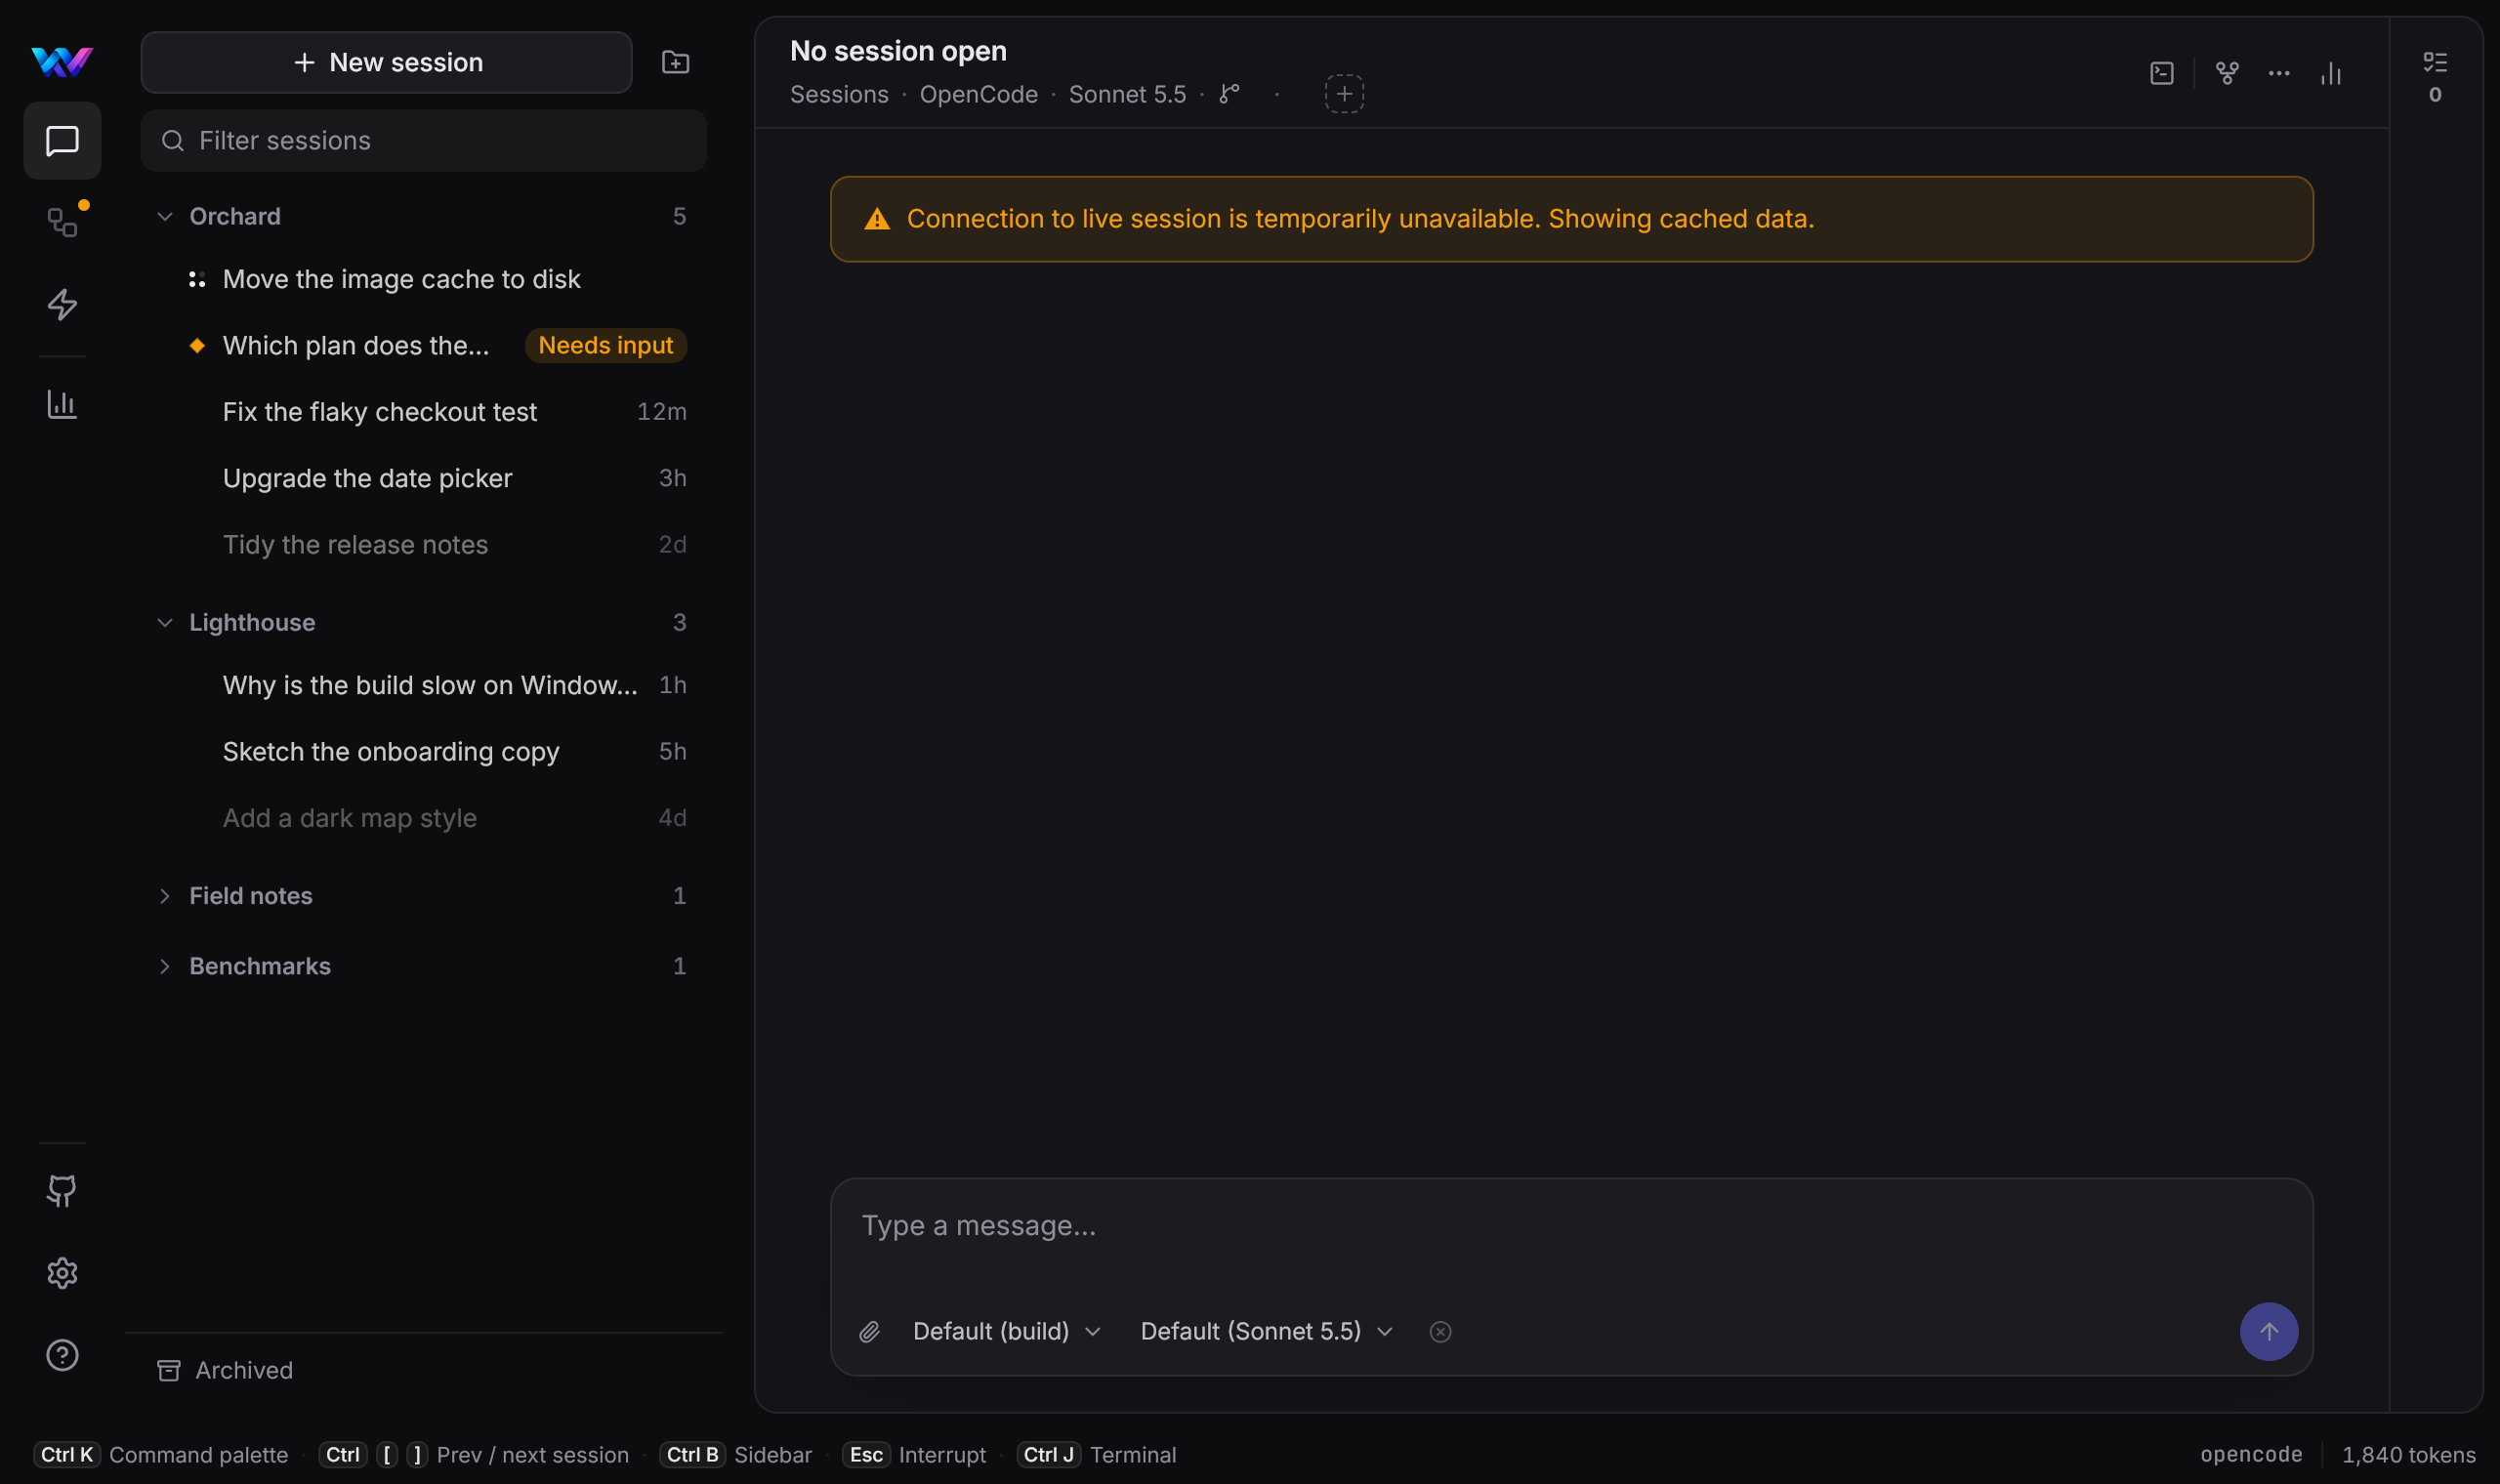 New session
Filter sessions
Orchard 5
Move the image cache to disk
Which plan does the... Needs input
Fix the flaky checkout test 12m
Upgrade the date picker 3h
Tidy the release notes 2d
Lighthouse 3
Why is the build slow on Window... 1h
Sketch the onboarding copy 5h
Add a dark map style 4d
Field notes 1
Benchmarks 1
Archived
No session open
Sessions · OpenCode · Sonnet 5.5 · ·
0
Connection to live session is temporarily unavailable. Showing cached data.
Type a message...
Default (build) Default (Sonnet 5.5)
Ctrl K Command palette · Ctrl [ ] Prev / next session · Ctrl B Sidebar · Esc Interrupt · Ctrl J Terminal
opencode 1,840 tokens